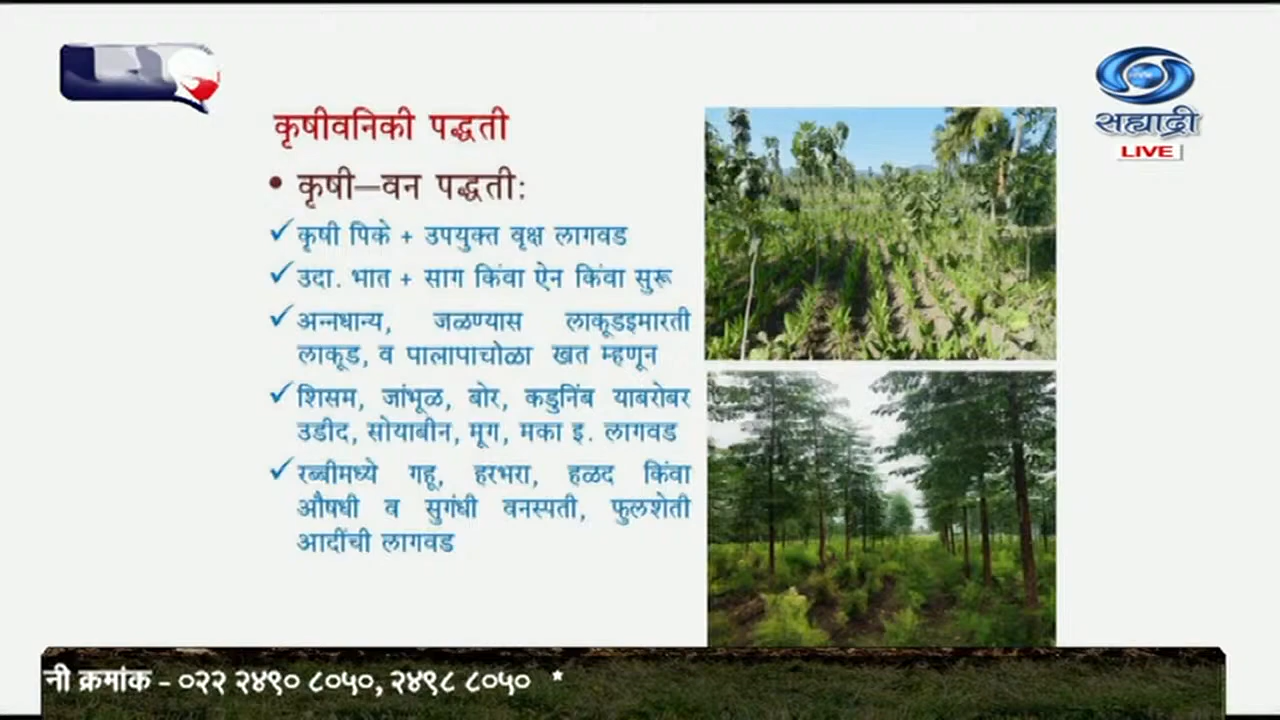 कृषीवनिकी पद्धती
• कृषी–वन पद्धती:
✓ कृषी पिके + उपयुक्त वृक्ष लागवड
✓ उदा. भात + साग किंवा ऐन किंवा सुरू
✓ अन्नधान्य, जळण्यास लाकूडइमारती
लाकूड, व पालापाचोळा खत म्हणून
✓ शिसम, जांभूळ, बोर, कडुनिंब याबरोबर
उडीद, सोयाबीन, मूग, मका इ. लागवड
✓ रब्बीमध्ये गहू, हरभरा, हळद किंवा
औषधी व सुगंधी वनस्पती, फुलशेती
आदींची लागवड
सह्याद्री
LIVE
नी क्रमांक - ०२२ २४९० ८०५०, २४९८ ८०५० *